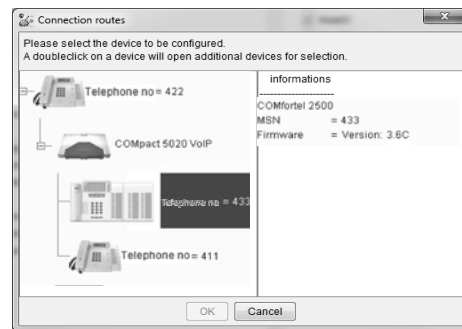 Connection routes
Please select the device to be configured.
A doubleclick on a device will open additional devices for selection.
Telephone no= 422
COMpact 5020 VoIP
Telephone no = 433
Telephone no= 411
informations
---------------------
COMfortel 2500
MSN = 433
Firmware = Version: 3.6C
OK
Cancel